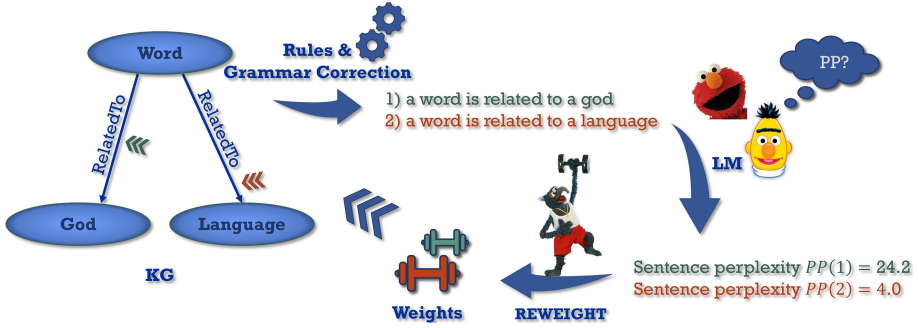 Word
Rules &
Grammar Correction
PP?
1) a word is related to a god
2) a word is related to a language
RelatedTo
RelatedTo
LM
God
Language
KG
Sentence perplexity PP(1) = 24.2
Sentence perplexity PP(2) = 4.0
Weights
REWEIGHT